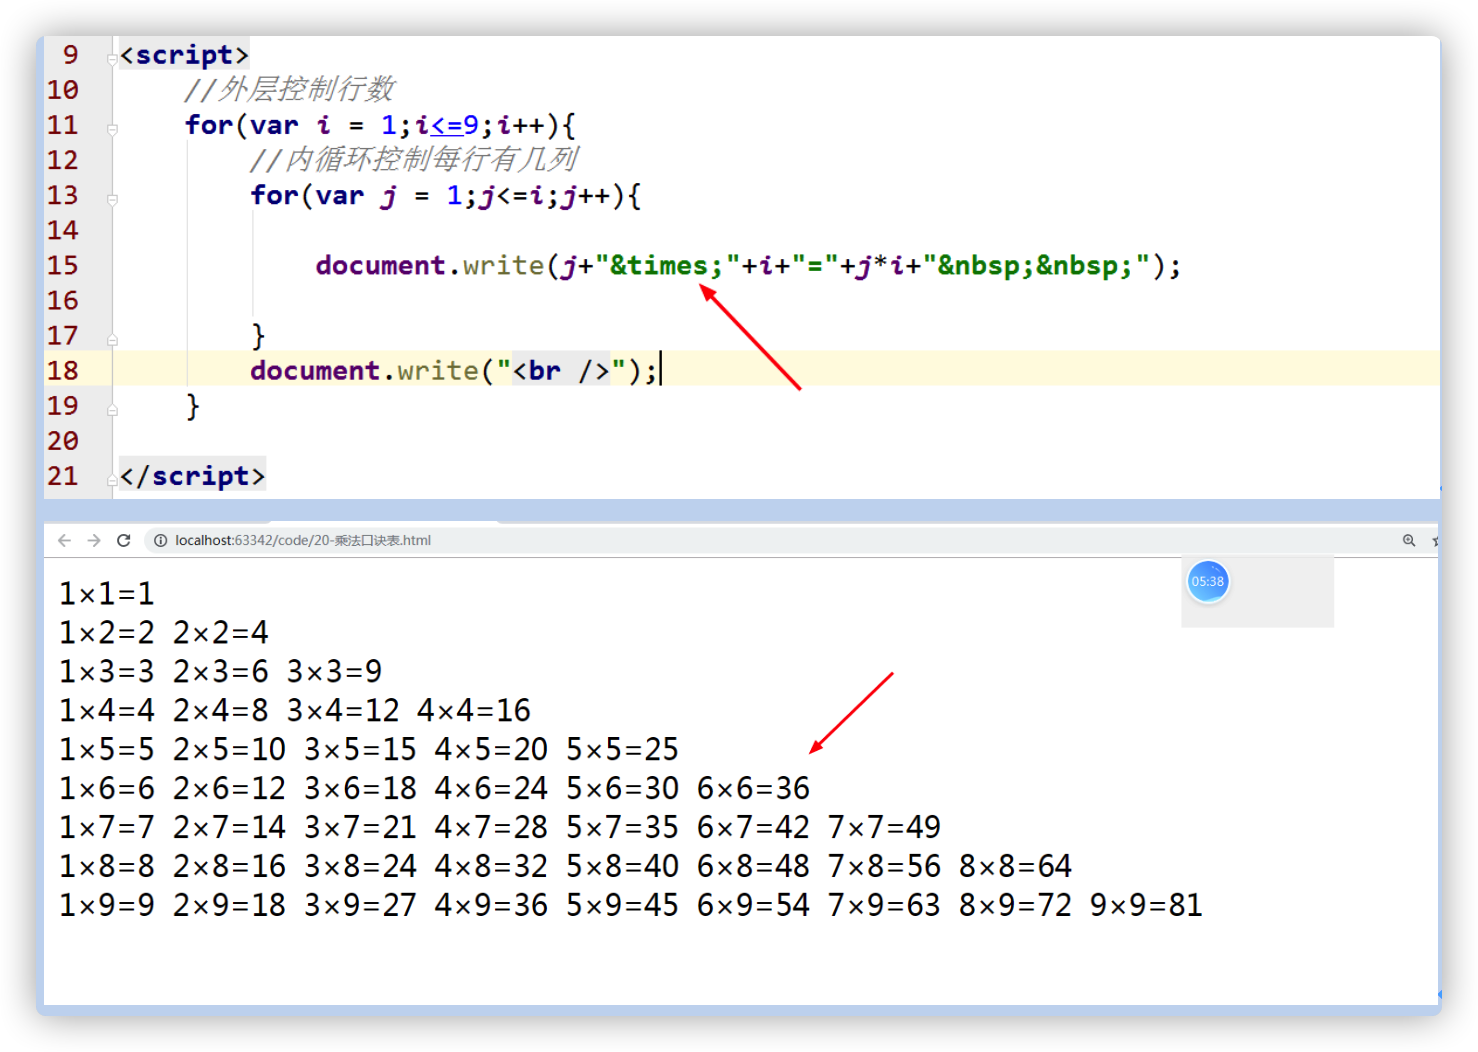 9 <script>
10 //外层控制行数
11 for(var i = 1;i<=9;i++){
12 //内循环控制每行有几列
13 for(var j = 1;j<=i;j++){
14
15 document.write(j+"&times;"+i+"="+j*i+"&nbsp;&nbsp;");
16
17 }
18 document.write("<br />");
19 }
20
21 </script>
localhost:63342/code/20-乘法口诀表.html
05:38
1×1=1
1×2=2 2×2=4
1×3=3 2×3=6 3×3=9
1×4=4 2×4=8 3×4=12 4×4=16
1×5=5 2×5=10 3×5=15 4×5=20 5×5=25
1×6=6 2×6=12 3×6=18 4×6=24 5×6=30 6×6=36
1×7=7 2×7=14 3×7=21 4×7=28 5×7=35 6×7=42 7×7=49
1×8=8 2×8=16 3×8=24 4×8=32 5×8=40 6×8=48 7×8=56 8×8=64
1×9=9 2×9=18 3×9=27 4×9=36 5×9=45 6×9=54 7×9=63 8×9=72 9×9=81